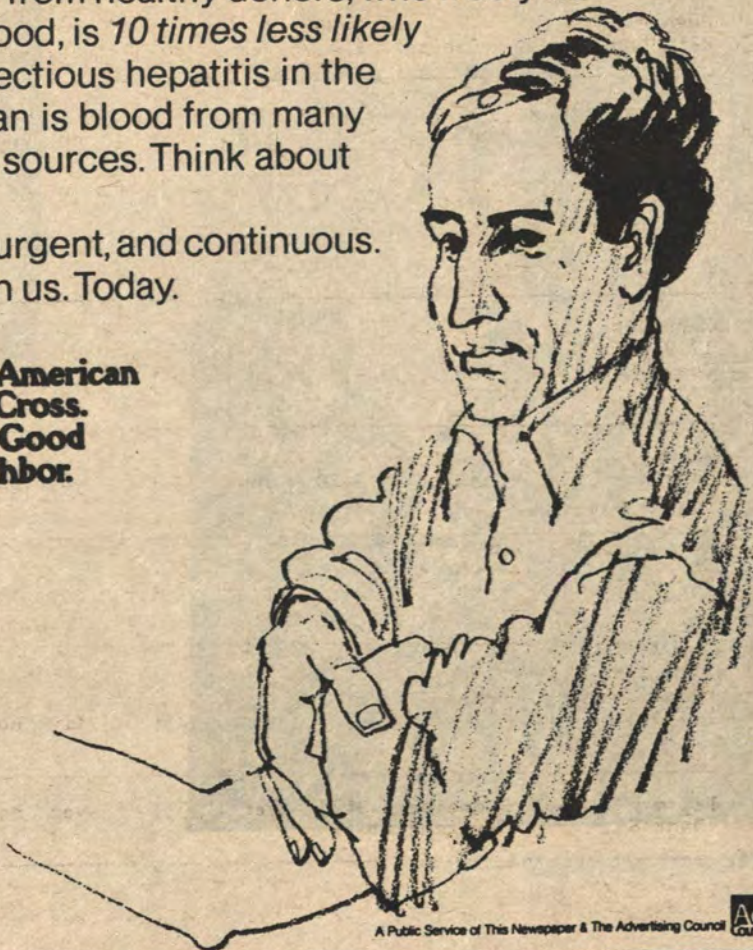 from healthy donors,
ood, is 10 times less likely
ectious hepatitis in the
an is blood from many
sources. Think about
urgent, and continuous.
n us. Today.
American
Cross.
Good
hbor.
A Public Service of This Newspaper & The Advertising Council